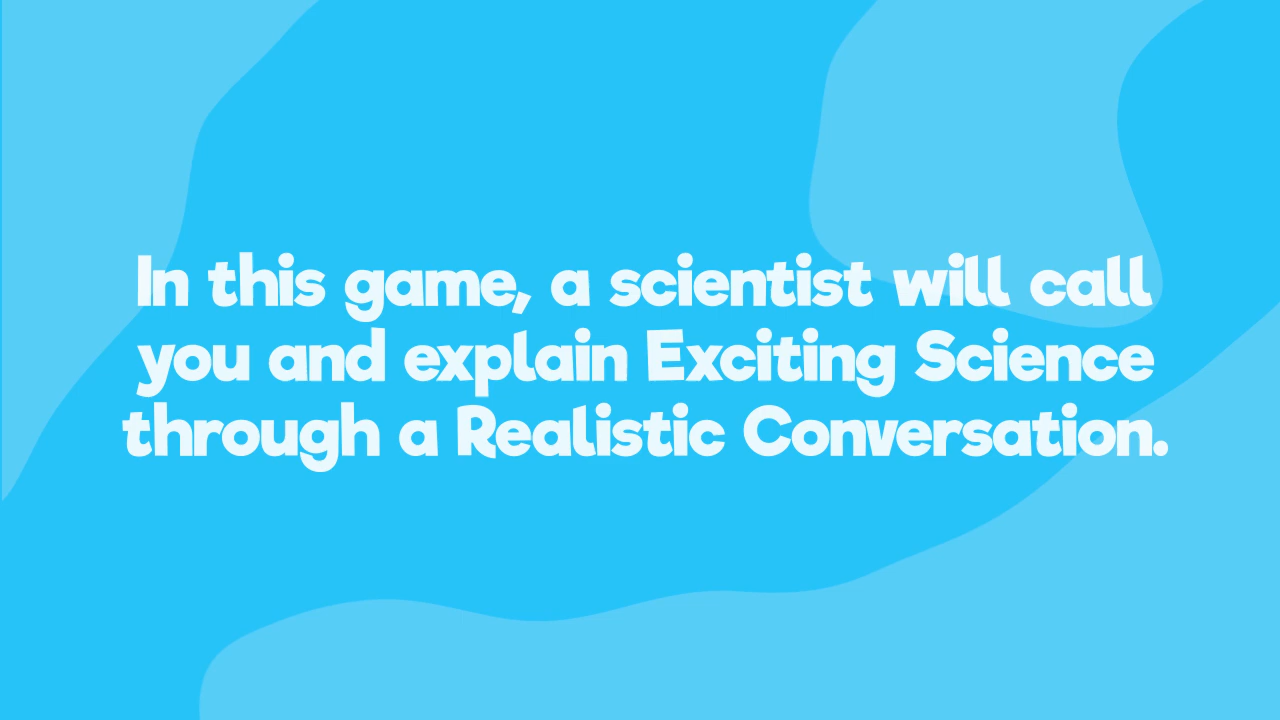 In this game, a scientist will call
you and explain Exciting Science
through a Realistic Conversation.